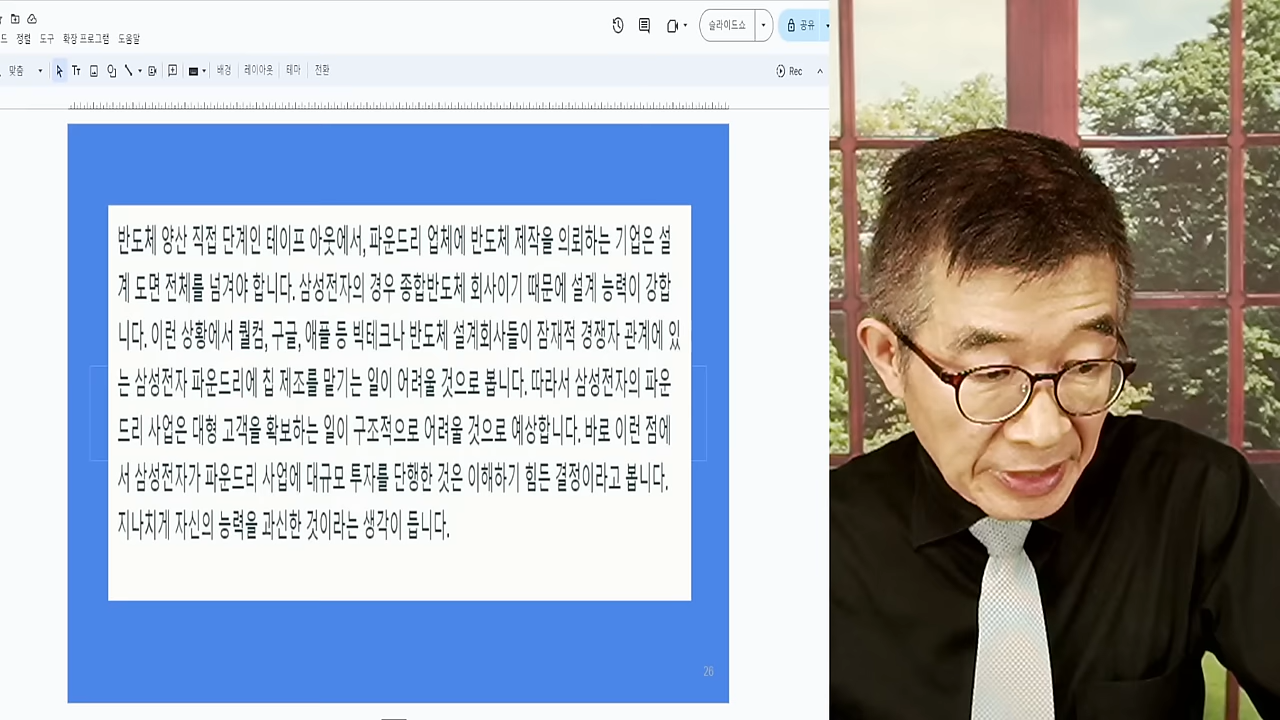 정렬 도구 확장 프로그램 도움말
슬라이드쇼
공유
맞춤
Tт
배경 레이아웃 테마 전환
Rec
반도체 양산 직접 단계인 테이프 아웃에서, 파운드리 업체에 반도체 제작을 의뢰하는 기업은 설
계 도면 전체를 넘겨야 합니다. 삼성전자의 경우 종합반도체 회사이기 때문에 설계 능력이 강합
니다. 이런 상황에서 퀄컴, 구글, 애플 등 빅테크나 반도체 설계회사들이 잠재적 경쟁자 관계에 있
는 삼성전자 파운드리에 칩 제조를 맡기는 일이 어려울 것으로 봅니다. 따라서 삼성전자의 파운
드리 사업은 대형 고객을 확보하는 일이 구조적으로 어려울 것으로 예상합니다. 바로 이런 점에
서 삼성전자가 파운드리 사업에 대규모 투자를 단행한 것은 이해하기 힘든 결정이라고 봅니다.
지나치게 자신의 능력을 과신한 것이라는 생각이 듭니다.
26